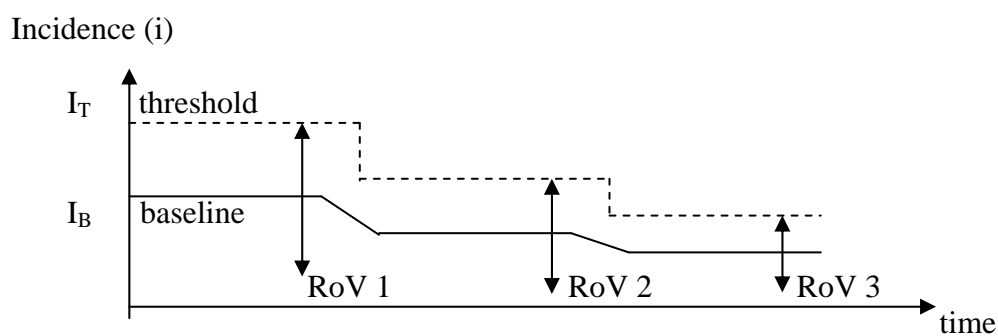 Incidence (i)
I_T threshold
I_B baseline
RoV 1 RoV 2 RoV 3
time